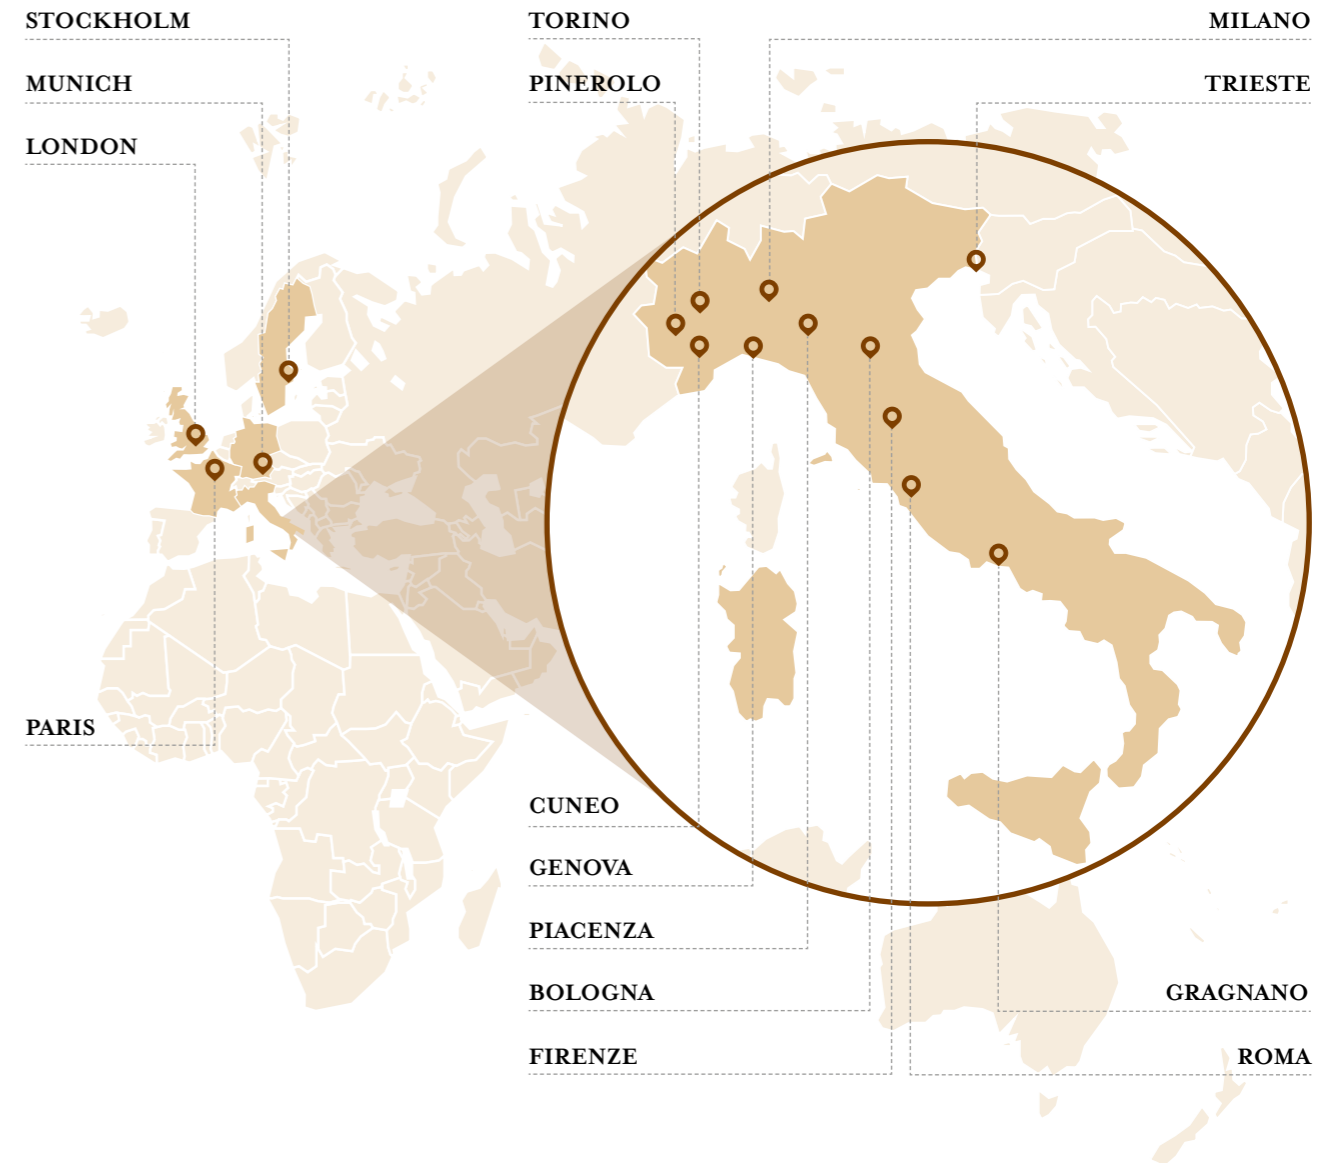 STOCKHOLM
MUNICH
LONDON
PARIS
TORINO
PINEROLO
MILANO
TRIESTE
CUNEO
GENOVA
PIACENZA
BOLOGNA
FIRENZE
GRAGNANO
ROMA